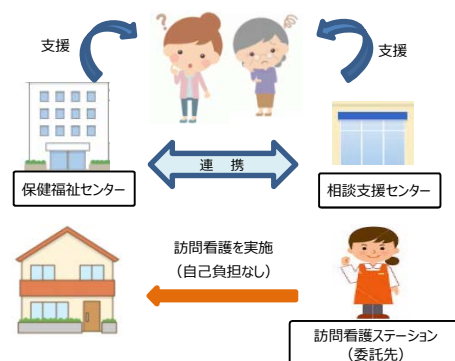 支援
支援
連 携
保健福祉センター
相談支援センター
訪問看護を実施
（自己負担なし）
訪問看護ステーション
（委託先）